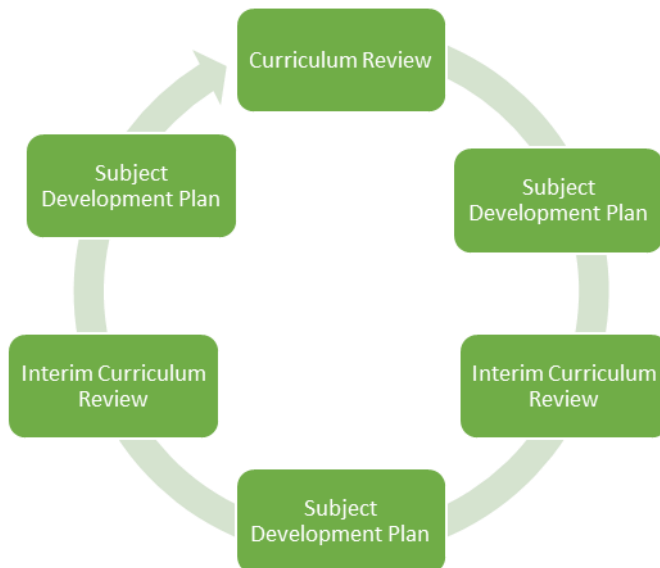 Curriculum Review
Subject
Development Plan
Interim Curriculum
Review
Subject
Development Plan
Interim Curriculum
Review
Subject
Development Plan